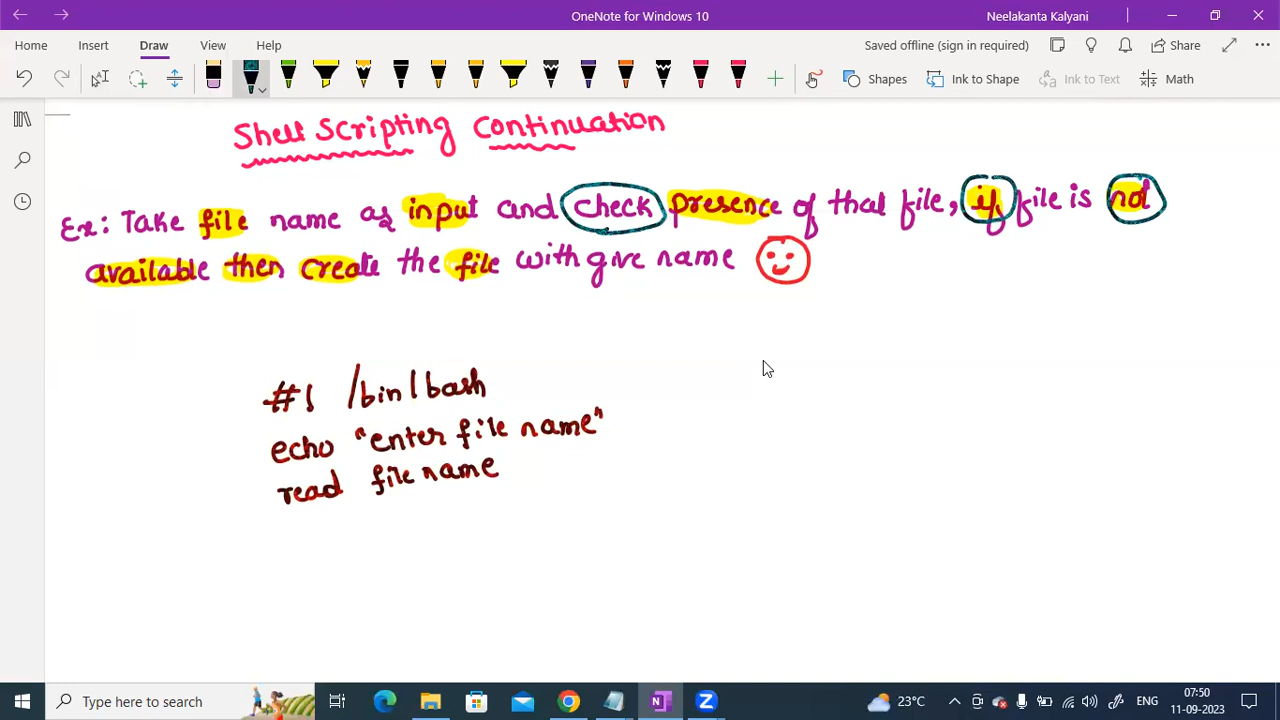 OneNote for Windows 10
Neelakanta Kalyani
Home Insert Draw View Help
Saved offline (sign in required)
Share
Shapes
Ink to Shape
Ink to Text
Math
Shell Scripting Continuation
Ex: Take file name as input and check presence of that file, if file is not
available then create the file with give name
#! /bin/bash
echo "enter file name"
read filename
Type here to search
23°C
ENG
07:50
11-09-2023